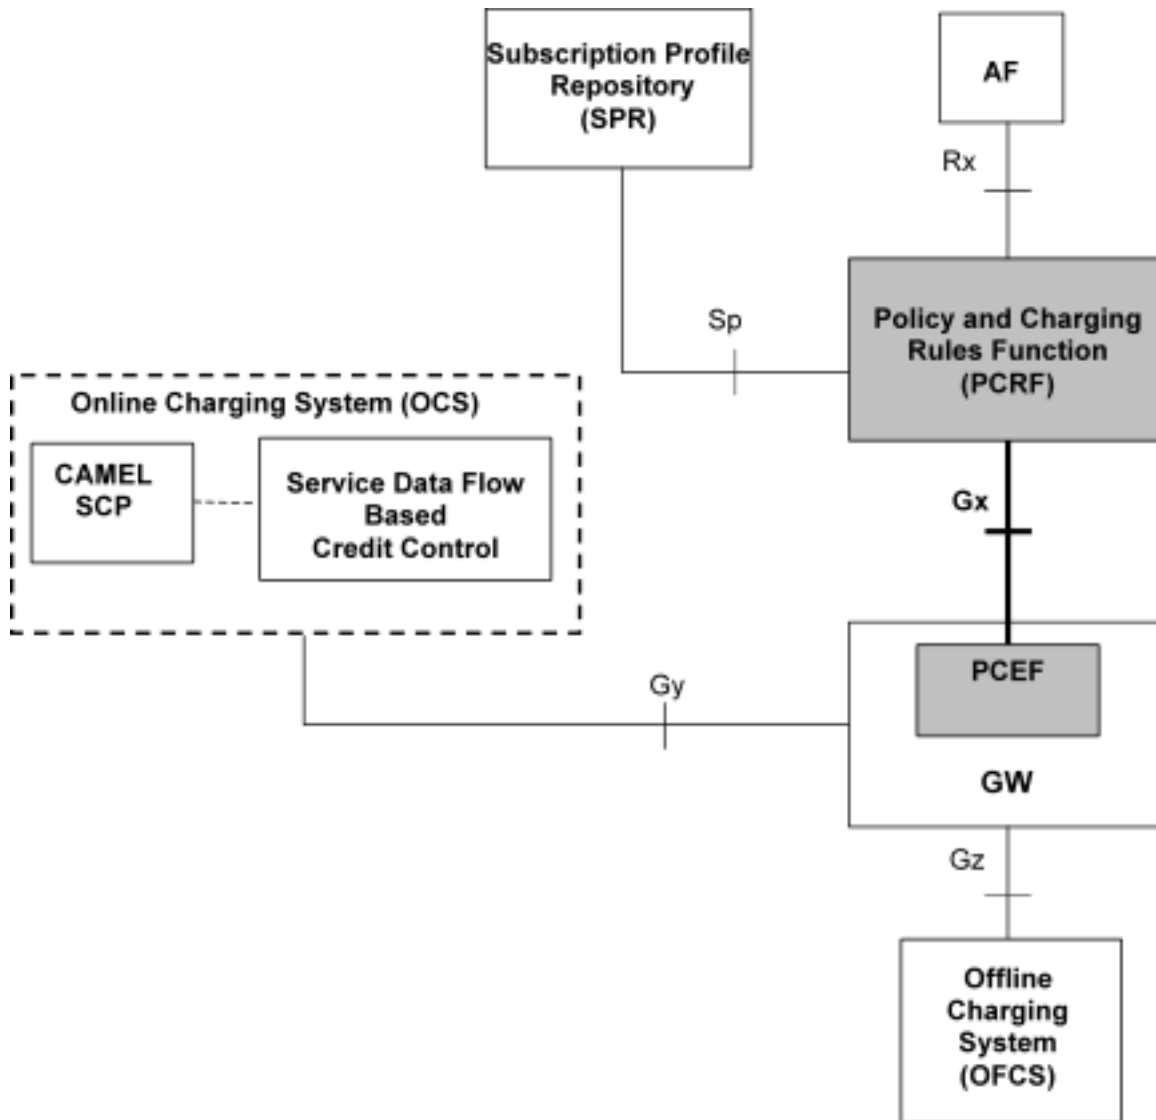 Subscription Profile
Repository
(SPR)
AF
Rx
Sp
Policy and Charging
Rules Function
(PCRF)
Online Charging System (OCS)
CAMEL
SCP
Service Data Flow
Based
Credit Control
Gx
PCEF
Gy
GW
Gz
Offline
Charging
System
(OFCS)